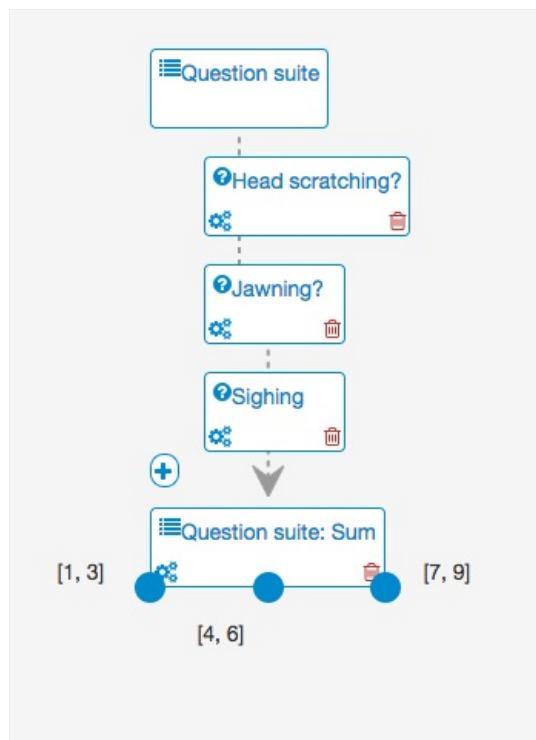 Question suite
Head scratching?
Jawning?
Sighing
Question suite: Sum
[1, 3]
[7, 9]
[4, 6]